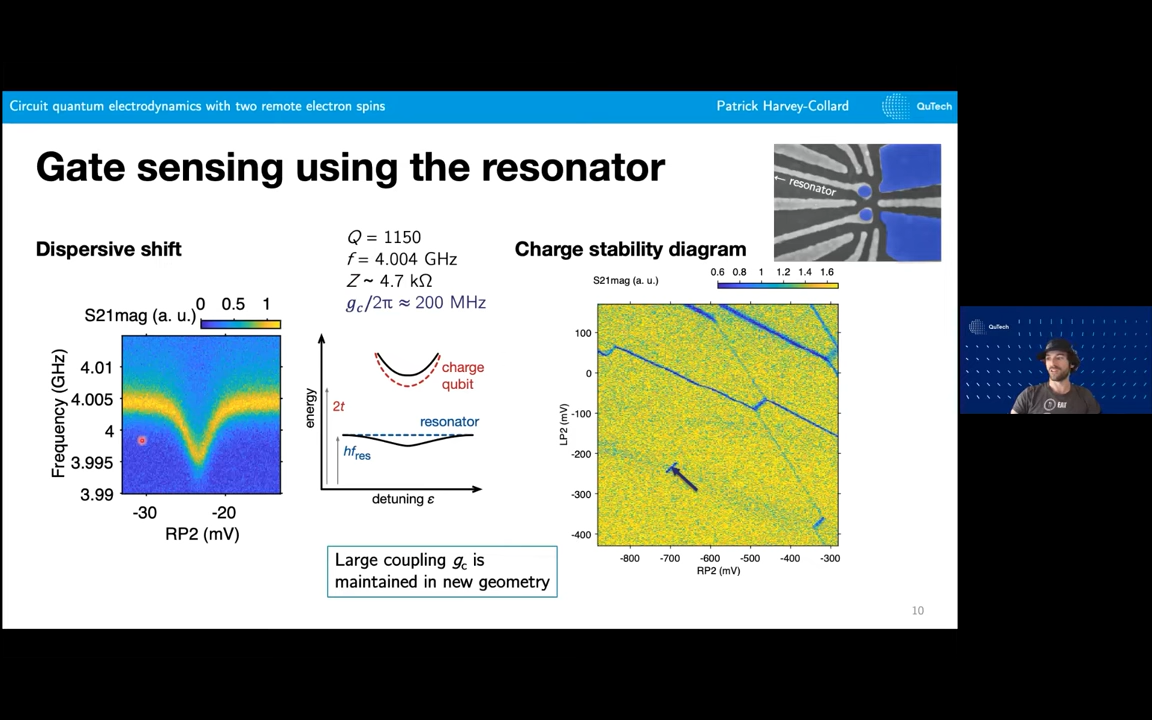 Circuit quantum electrodynamics with two remote electron spins
Patrick Harvey-Collard
QuTech
Gate sensing using the resonator
← resonator
Dispersive shift
Q = 1150
f = 4.004 GHz
Z ~ 4.7 kΩ
g_c/2π ≈ 200 MHz
Charge stability diagram
S21mag (a. u.)
0 0.5 1
4.01
4.005
4
3.995
3.99
Frequency (GHz)
-30 -20
RP2 (mV)
energy
2t
hf_res
charge
qubit
resonator
detuning ε
Large coupling g_c is
maintained in new geometry
S21mag (a. u.)
0.6 0.8 1 1.2 1.4 1.6
100
0
-100
-200
-300
-400
LP2 (mV)
-800 -700 -600 -500 -400 -300
RP2 (mV)
10
QuTech
EAT